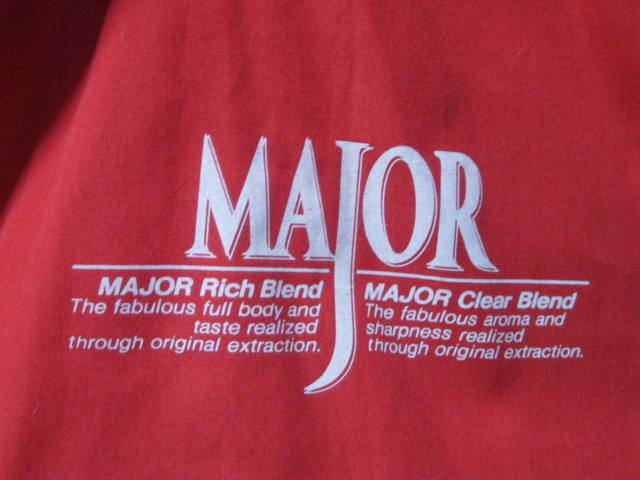 MAJOR
MAJOR Rich Blend
The fabulous full body and
taste realized
through original extraction.
MAJOR Clear Blend
The fabulous aroma and
sharpness realized
through original extraction.